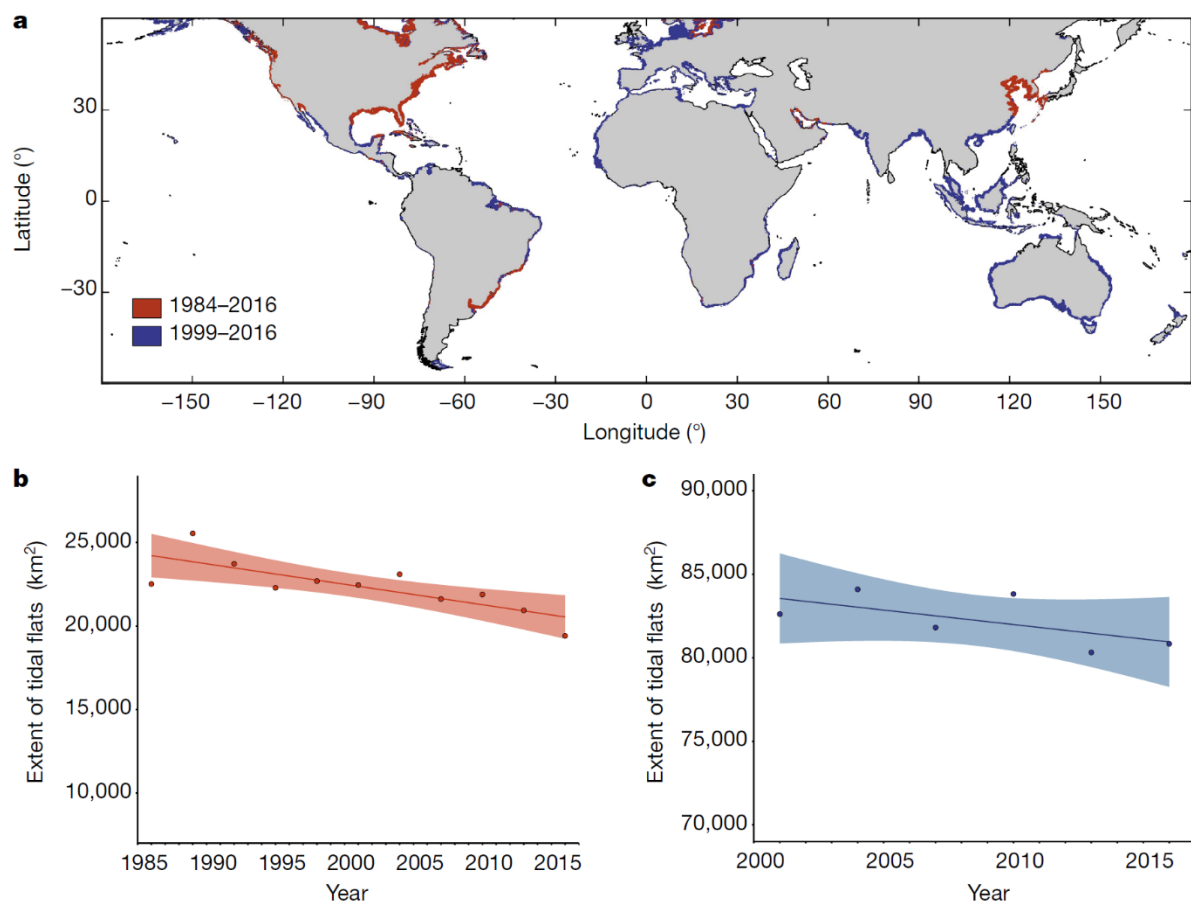 a
30
0
−30
Latitude (°)
1984–2016
1999–2016
−150 −120 −90 −60 −30 0 30 60 90 120 150
Longitude (°)
b
25,000
20,000
15,000
10,000
Extent of tidal flats (km²)
1985 1990 1995 2000 2005 2010 2015
Year
c
90,000
85,000
80,000
75,000
70,000
Extent of tidal flats (km²)
2000 2005 2010 2015
Year